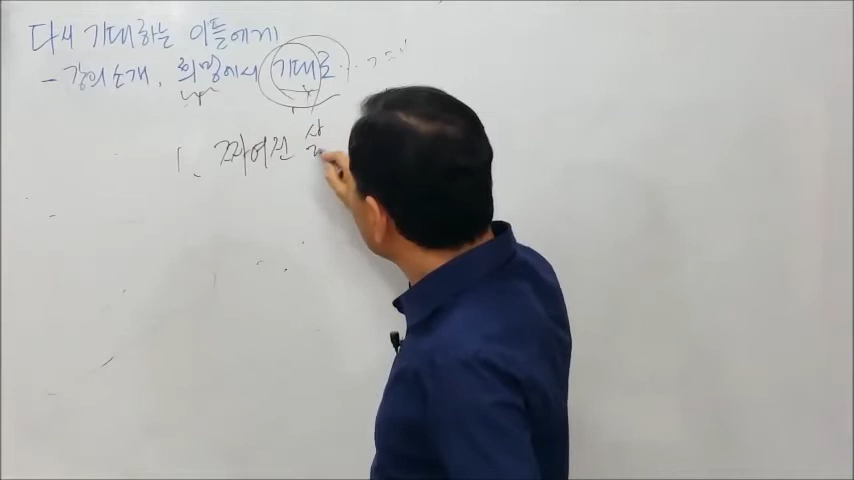 다시 기대하는 이들에게
- 강의소개, 희망에서 기대로
1. 짜여진